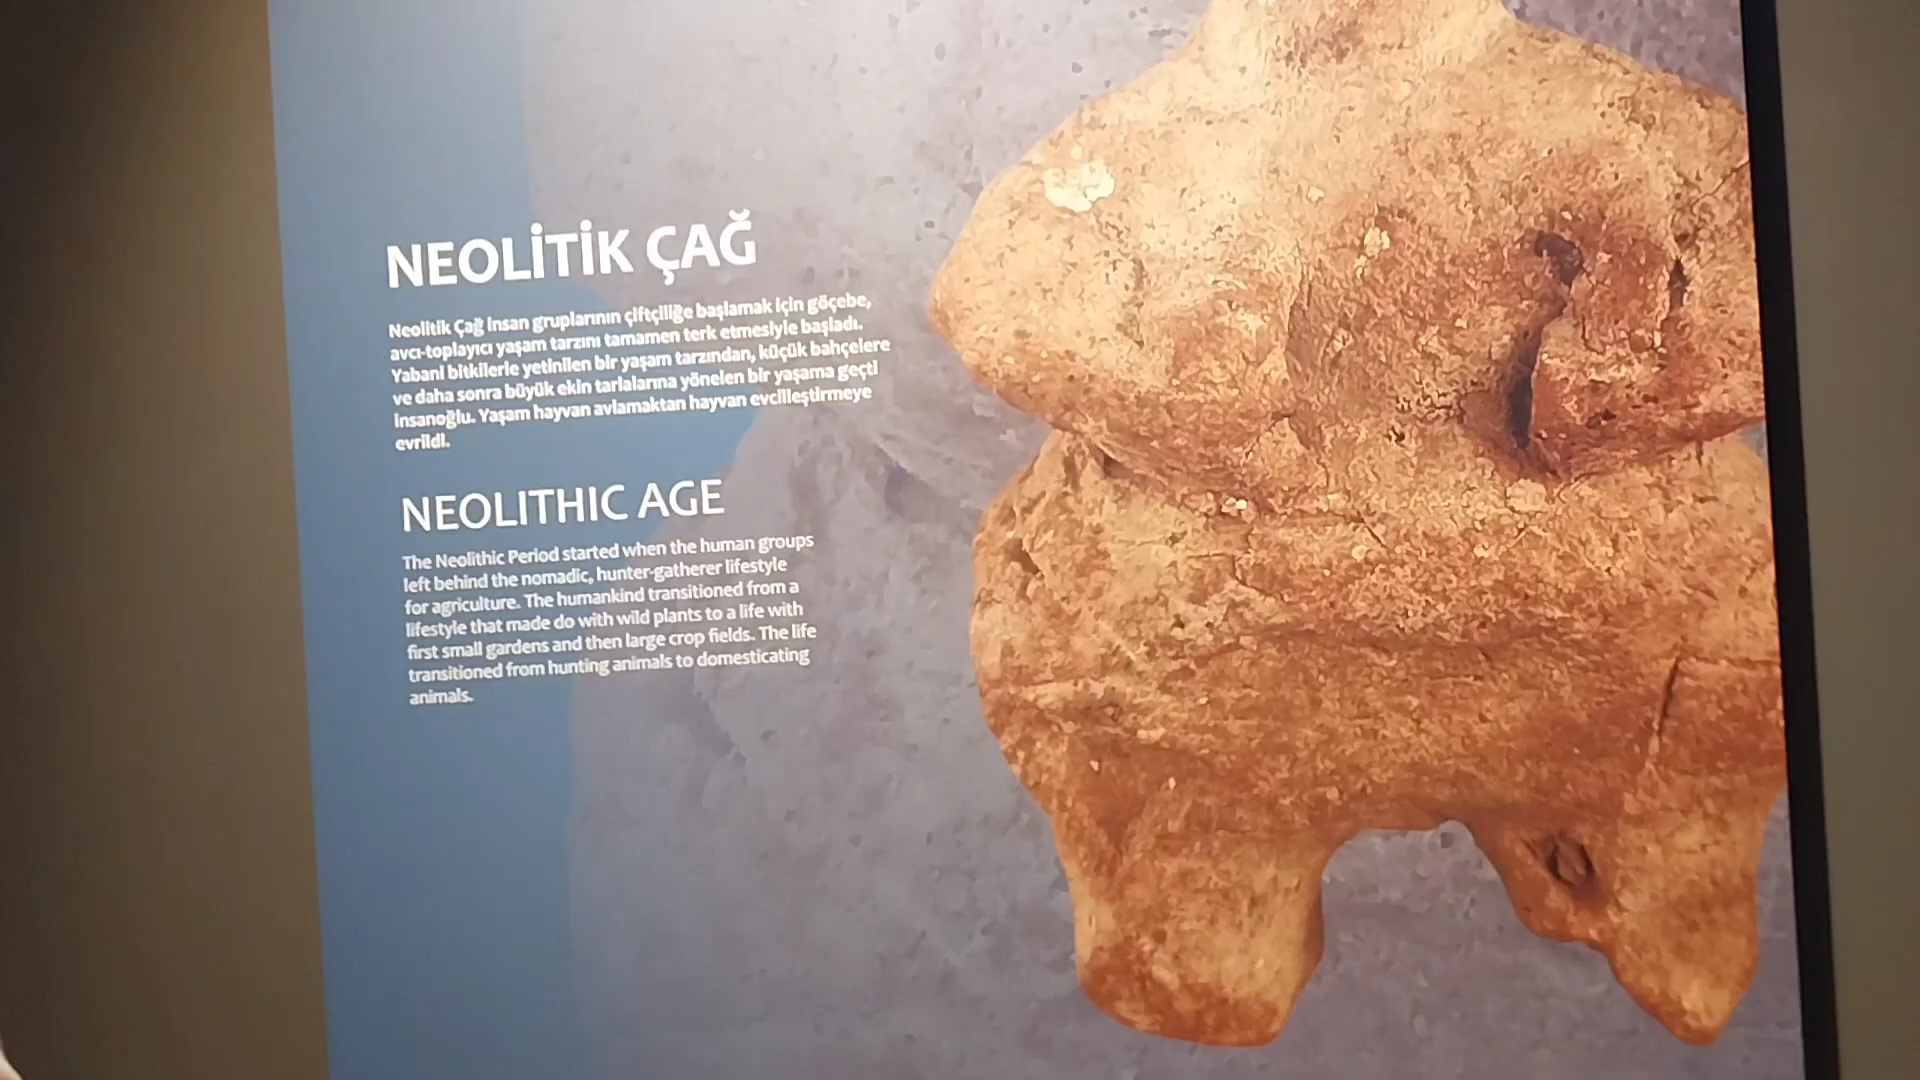 NEOLİTİK ÇAĞ
Neolitik Çağ insan gruplarının çiftçiliğe başlamak için göçebe,
avcı-toplayıcı yaşam tarzını tamamen terk etmesiyle başladı.
Yabani bitkilerle yetinilen bir yaşam tarzından, küçük bahçelere
ve daha sonra büyük ekin tarlalarına yönelen bir yaşama geçti
insanoğlu. Yaşam hayvan avlamaktan hayvan evcilleştirmeye
evrildi.
NEOLITHIC AGE
The Neolithic Period started when the human groups
left behind the nomadic, hunter-gatherer lifestyle
for agriculture. The humankind transitioned from a
lifestyle that made do with wild plants to a life with
first small gardens and then large crop fields. The life
transitioned from hunting animals to domesticating
animals.